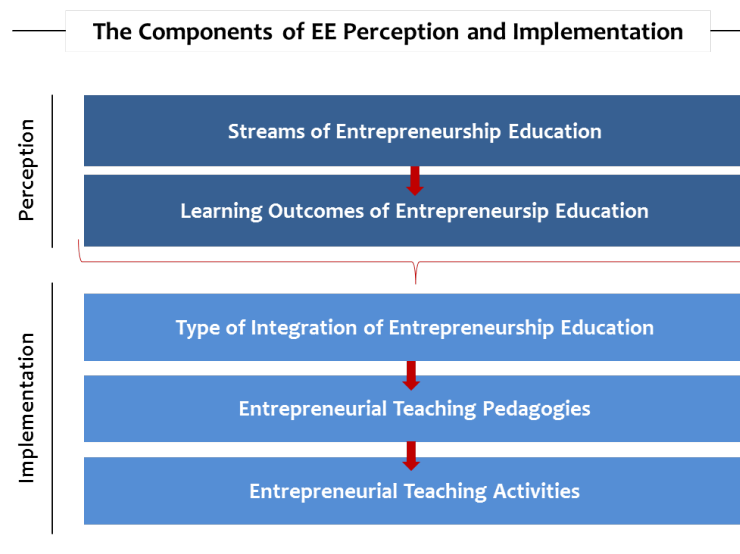 The Components of EE Perception and Implementation
Perception
Streams of Entrepreneurship Education
Learning Outcomes of Entrepreneursip Education
Implementation
Type of Integration of Entrepreneurship Education
Entrepreneurial Teaching Pedagogies
Entrepreneurial Teaching Activities